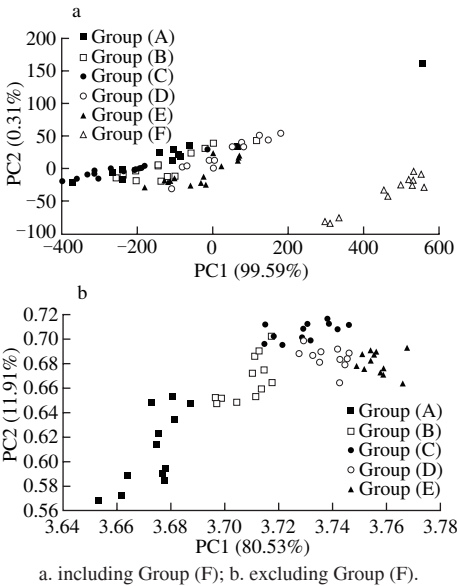 a
200
150
100
50
0
−50
−100
PC2 (0.31%)
Group (A)
Group (B)
Group (C)
Group (D)
Group (E)
Group (F)
−400 −200 0 200 400 600
PC1 (99.59%)
b
0.72
0.70
0.68
0.66
0.64
0.62
0.60
0.58
0.56
PC2 (11.91%)
Group (A)
Group (B)
Group (C)
Group (D)
Group (E)
3.64 3.66 3.68 3.70 3.72 3.74 3.76 3.78
PC1 (80.53%)
a. including Group (F); b. excluding Group (F).